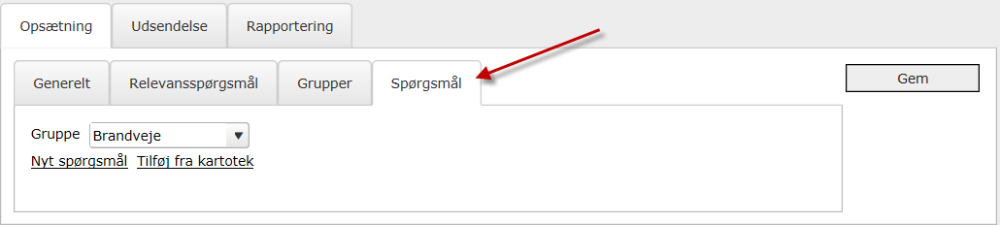 Opsætning Udsendelse Rapportering
Generelt Relevansspørgsmål Grupper Spørgsmål Gem
Gruppe Brandveje
Nyt spørgsmål Tilføj fra kartotek